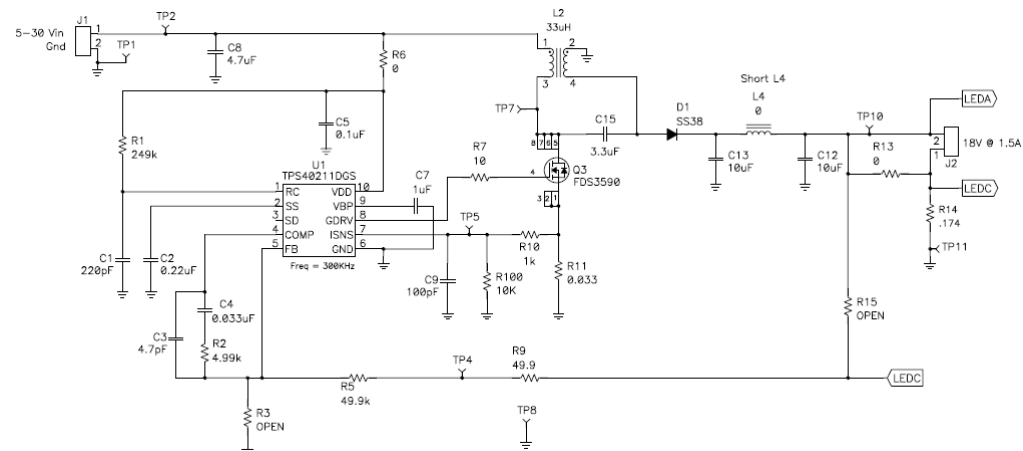 J1
5-30 Vin
Gnd
1
2
TP1
TP2
C8
4.7uF
R6
0
L2
33uH
1
2
3
4
TP7
C5
0.1uF
R1
249k
C15
3.3uF
D1
SS38
Short L4
L4
0
C13
10uF
C12
10uF
TP10
LEDA
2
1
J2
18V @ 1.5A
R13
0
LEDC
R14
.174
TP11
8 7 6 5
4
Q3
FDS3590
3 2 1
R7
10
U1
TPS40211DGS
1 RC VDD 10
2 SS VBP 9
3 SD GDRV 8
4 COMP ISNS 7
5 FB GND 6
Freq = 300KHz
C7
1uF
TP5
R10
1k
R11
0.033
C9
100pF
R100
10K
C1
220pF
C2
0.22uF
C4
0.033uF
C3
4.7pF
R2
4.99k
R15
OPEN
R3
OPEN
R5
49.9k
TP4
R9
49.9
LEDC
TP8